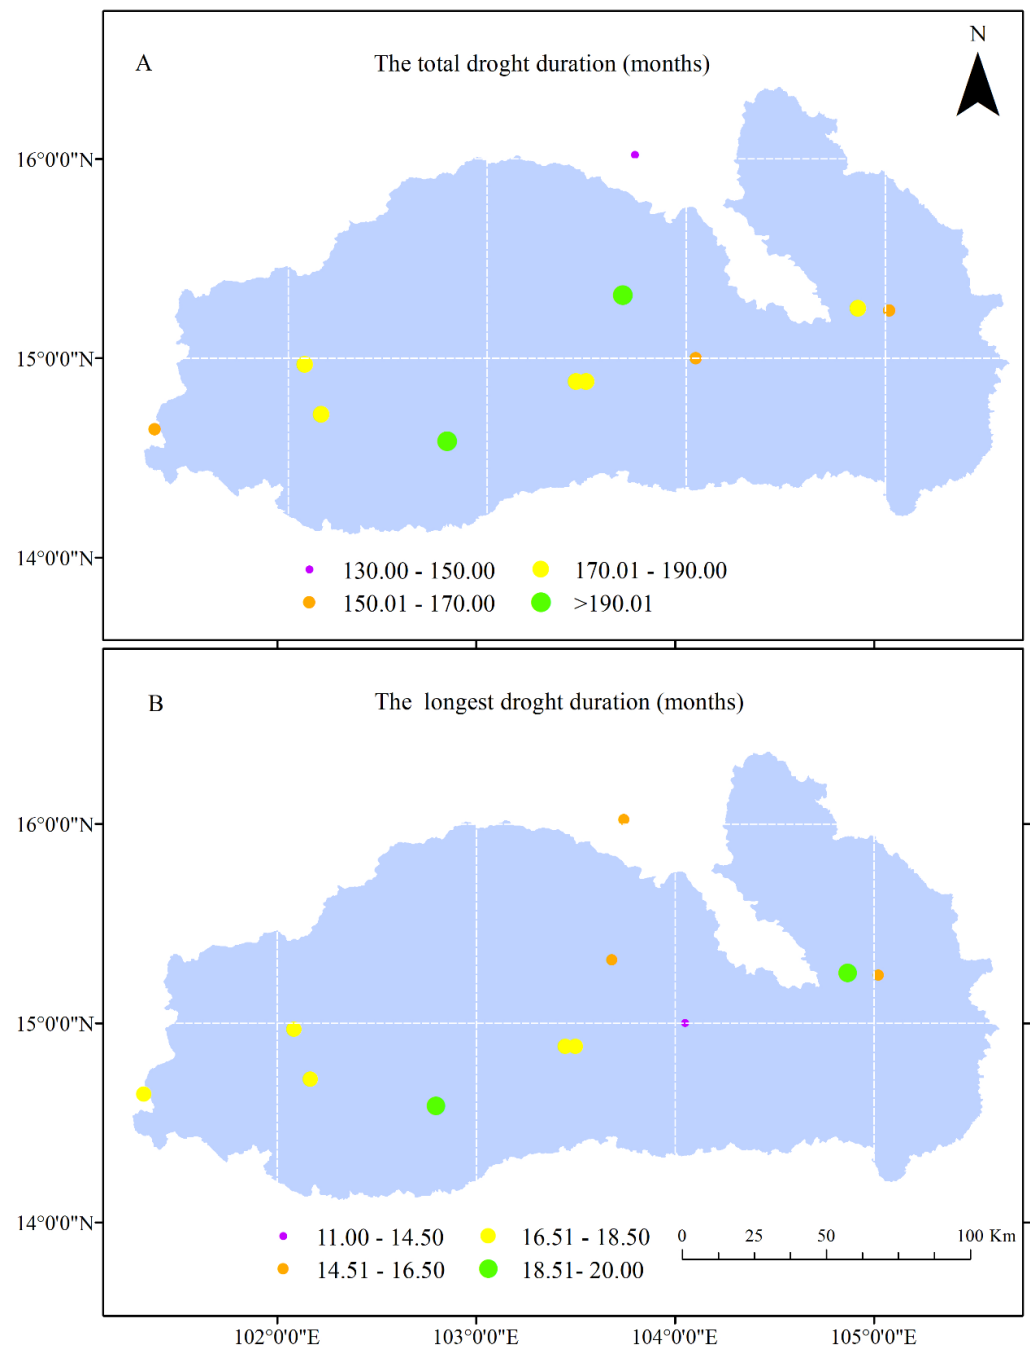 A
The total droght duration (months)
N
16°0'0"N
15°0'0"N
14°0'0"N
130.00 - 150.00
170.01 - 190.00
150.01 - 170.00
>190.01
B
The longest droght duration (months)
16°0'0"N
15°0'0"N
14°0'0"N
11.00 - 14.50
16.51 - 18.50
14.51 - 16.50
18.51- 20.00
0 25 50 100 Km
102°0'0"E 103°0'0"E 104°0'0"E 105°0'0"E